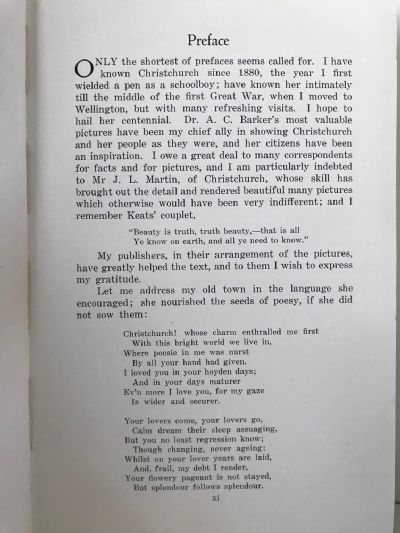 Preface
ONLY the shortest of prefaces seems called for. I have
known Christchurch since 1880, the year I first
wielded a pen as a schoolboy; have known her intimately
till the middle of the first Great War, when I moved to
Wellington, but with many refreshing visits. I hope to
hail her centennial. Dr. A. C. Barker's most valuable
pictures have been my chief ally in showing Christchurch
and her people as they were, and her citizens have been
an inspiration. I owe a great deal to many correspondents
for facts and for pictures, and I am particularly indebted
to Mr J. L. Martin, of Christchurch, whose skill has
brought out the detail and rendered beautiful many pictures
which otherwise would have been very indifferent; and I
remember Keats' couplet,
"Beauty is truth, truth beauty,—that is all
Ye know on earth, and all ye need to know."
My publishers, in their arrangement of the pictures,
have greatly helped the text, and to them I wish to express
my gratitude.
Let me address my old town in the language she
encouraged; she nourished the seeds of poesy, if she did
not sow them:
Christchurch! whose charm enthralled me first
With this bright world we live in,
Where poesie in me was nurst
By all your hand had given.
I loved you in your hoyden days;
And in your days maturer
Ev'n more I love you, for my gaze
Is wider and securer.
Your lovers come, your lovers go,
Calm dream their sleep assuaging,
But you no least regression know;
Though changing, never ageing:
Whilst on your lover years are laid,
And, frail, my debt I render,
Your flowery pageant is not stayed,
But splendour follows splendour.
xi